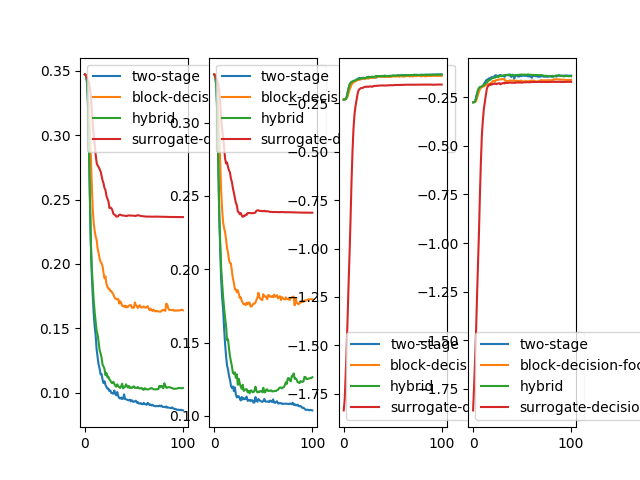 0.35
0.30
0.25
0.20
0.15
0.10
0
100
two-stage
block-decis
hybrid
surrogate-d
0.30
0.25
0.20
0.15
0.10
0
100
two-stage
block-decis
hybrid
surrogate-d
−0.25
−0.50
−0.75
−1.00
−1.25
−1.50
−1.75
0
100
two-stage
block-decis
hybrid
surrogate-d
−0.25
−0.50
−0.75
−1.00
−1.25
−1.50
−1.75
0
100
two-stage
block-decision-foc
hybrid
surrogate-decision